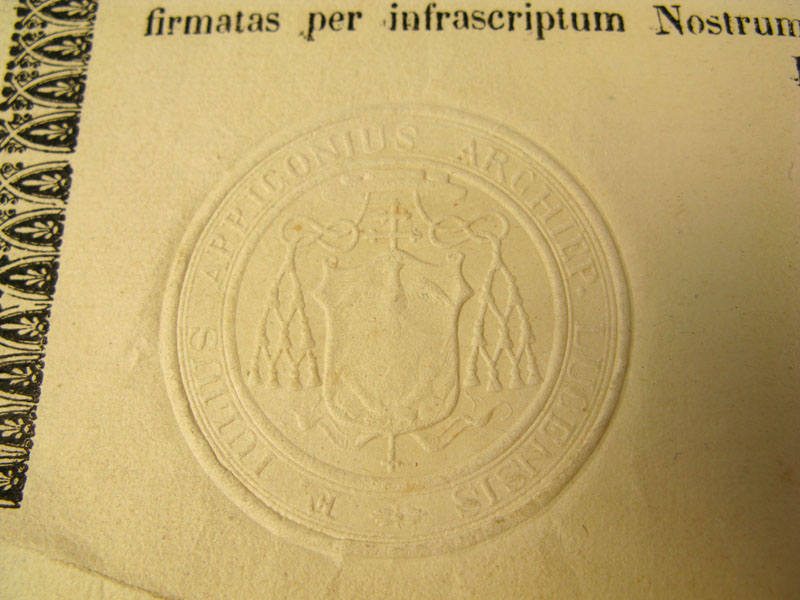 firmatas per infrascriptum Nostrum
F. IULIUS ARRIGONIUS ARCHIEP. LUCENSIS